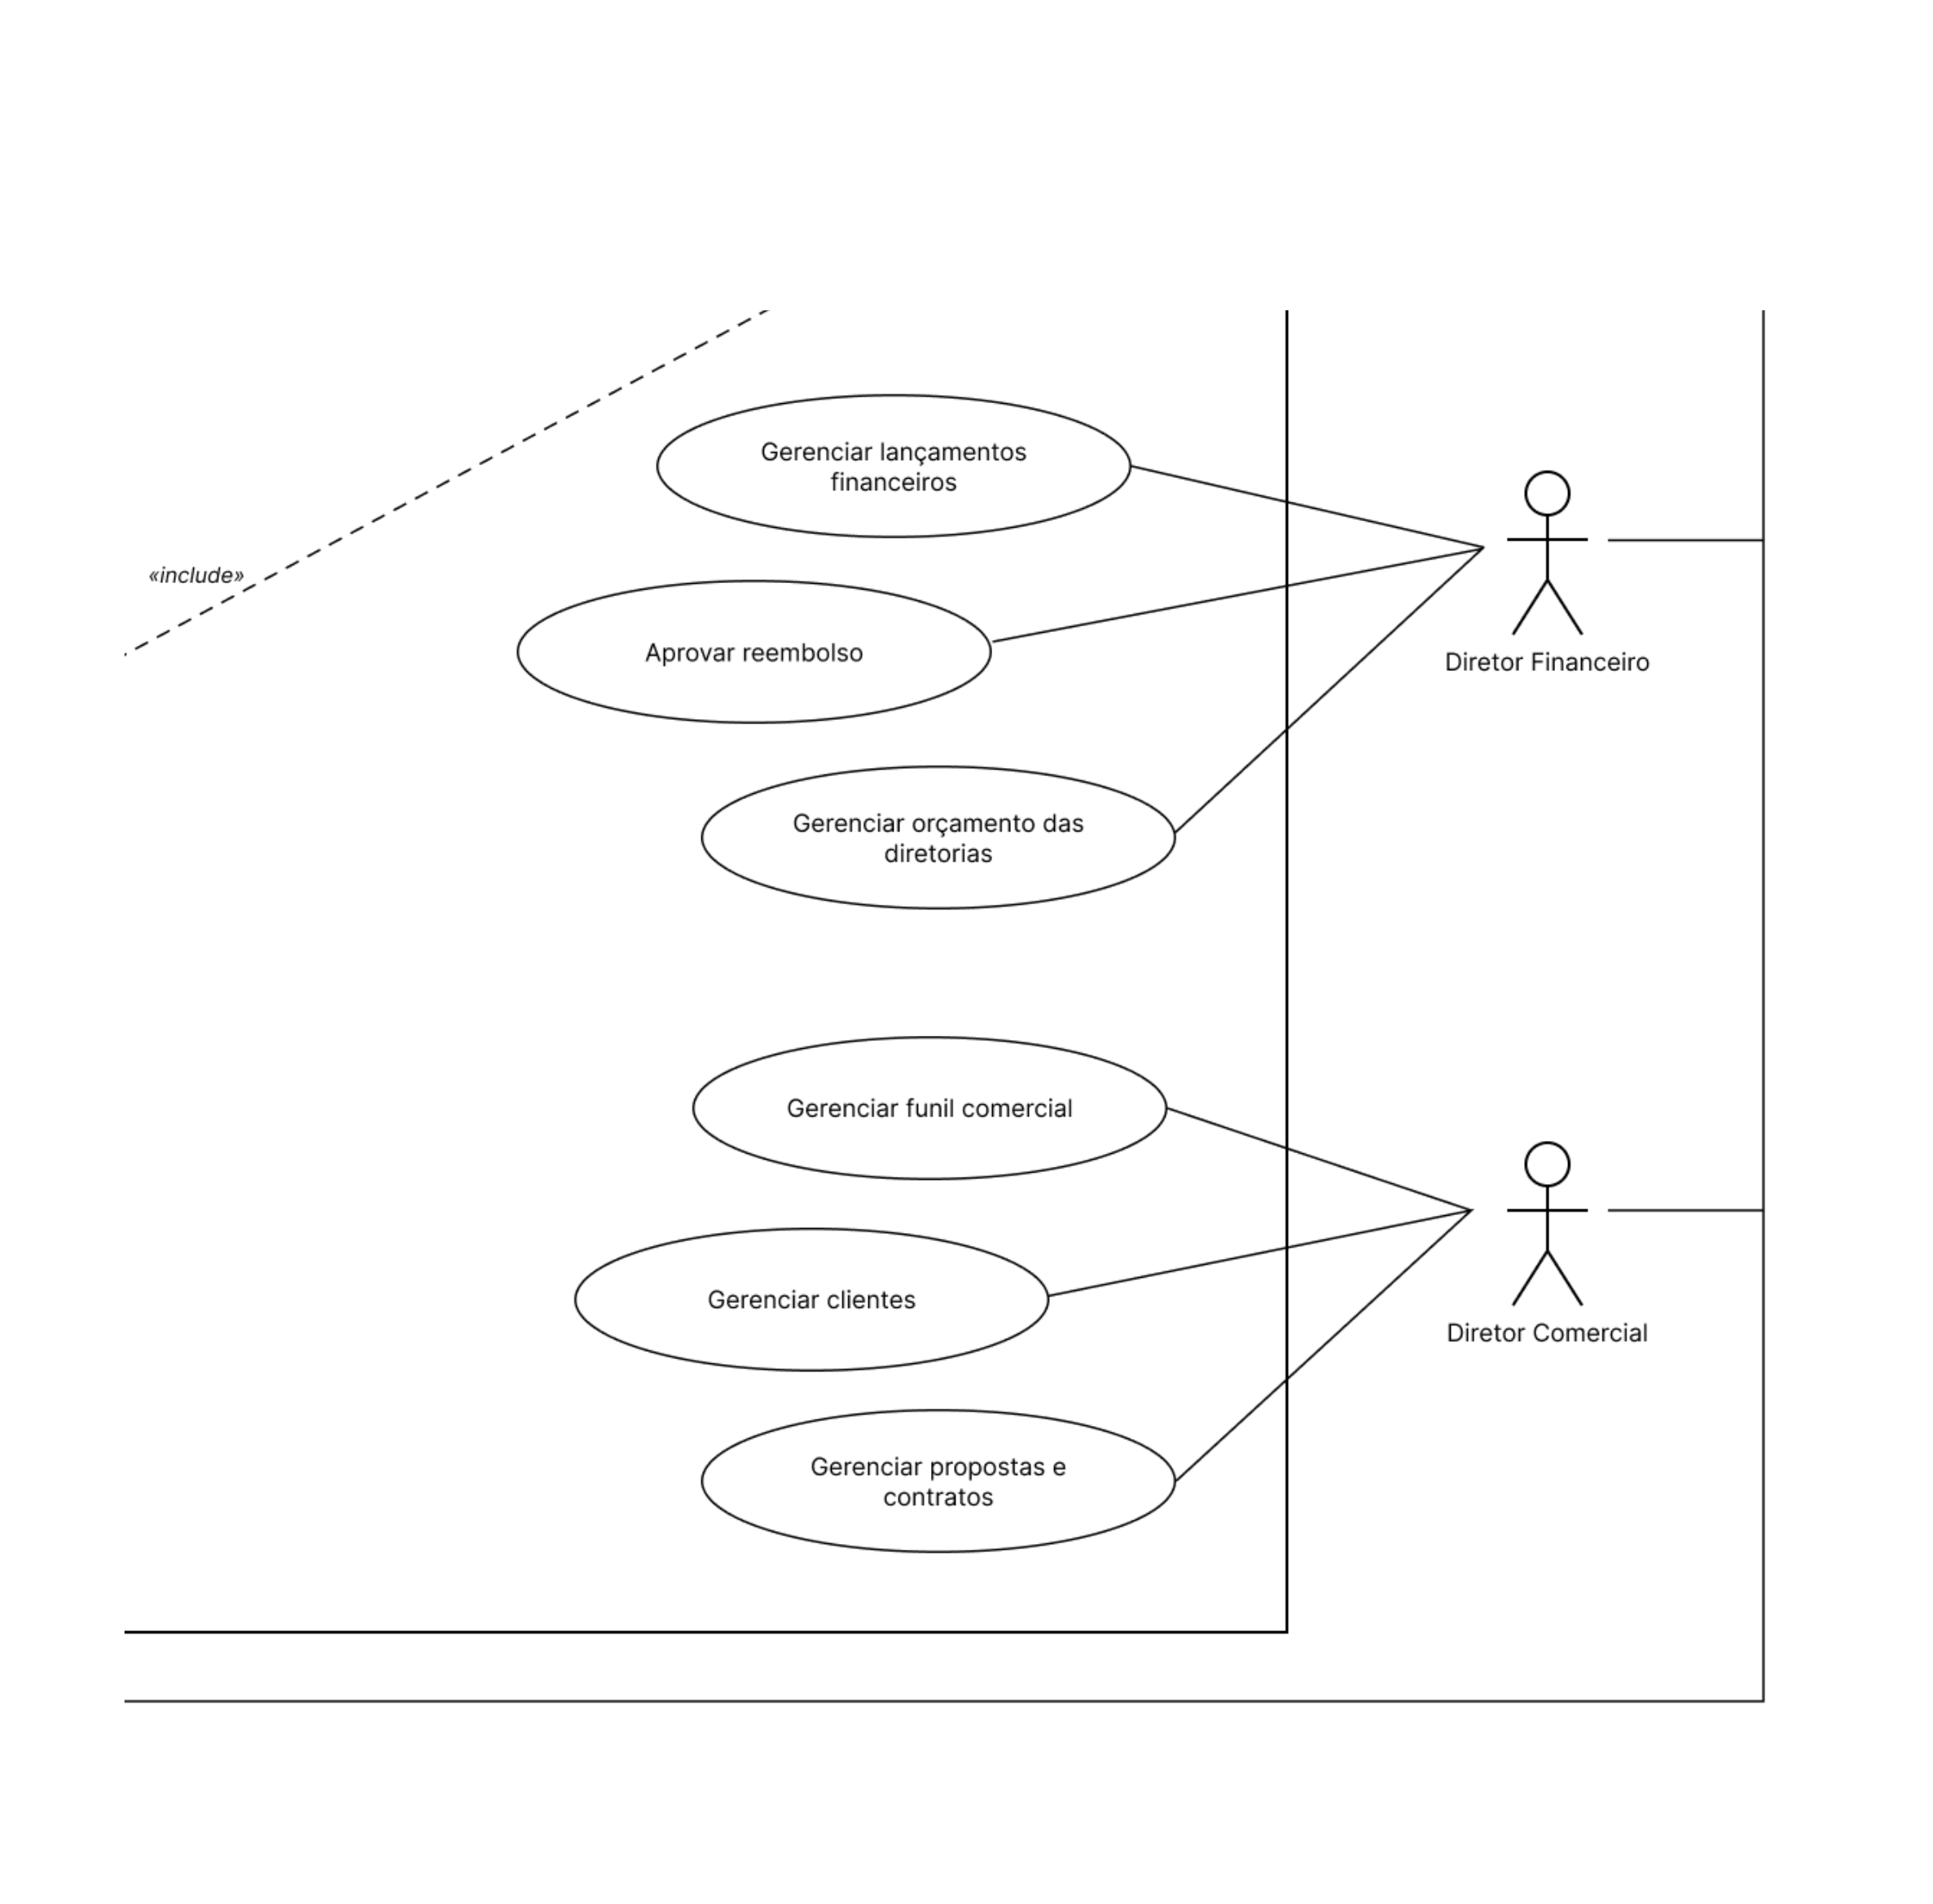 Gerenciar lançamentos
financeiros
«include»
Aprovar reembolso
Diretor Financeiro
Gerenciar orçamento das
diretorias
Gerenciar funil comercial
Gerenciar clientes
Diretor Comercial
Gerenciar propostas e
contratos